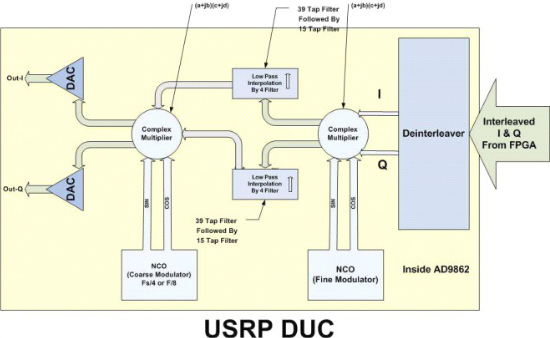 (a+jb)(c+jd)
39 Tap Filter
Followed By
15 Tap Filter
(a+jb)(c+jd)
Out-I
DAC
Low Pass
Interpolation
By 4 Filter
I
Complex
Multiplier
Complex
Multiplier
Deinterleaver
Interleaved
I & Q
From FPGA
Out-Q
DAC
Low Pass
Interpolation
By 4 Filter
Q
SIN
COS
39 Tap Filter
Followed By
15 Tap Filter
SIN
COS
NCO
(Coarse Modulator)
Fs/4 or F/8
NCO
(Fine Modulator)
Inside AD9862
USRP DUC